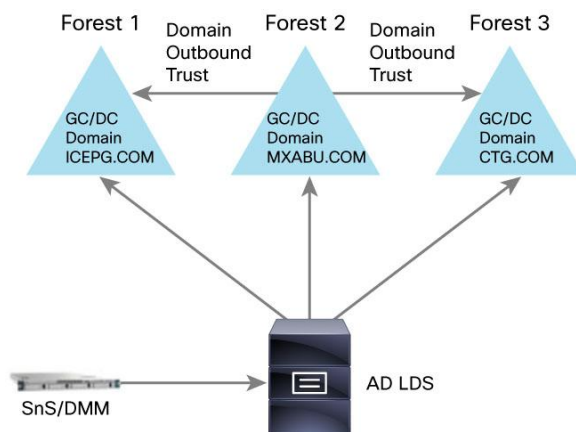 Forest 1
Forest 2
Forest 3
Domain
Outbound
Trust
Domain
Outbound
Trust
GC/DC
Domain
ICEPG.COM
GC/DC
Domain
MXABU.COM
GC/DC
Domain
CTG.COM
AD LDS
SnS/DMM